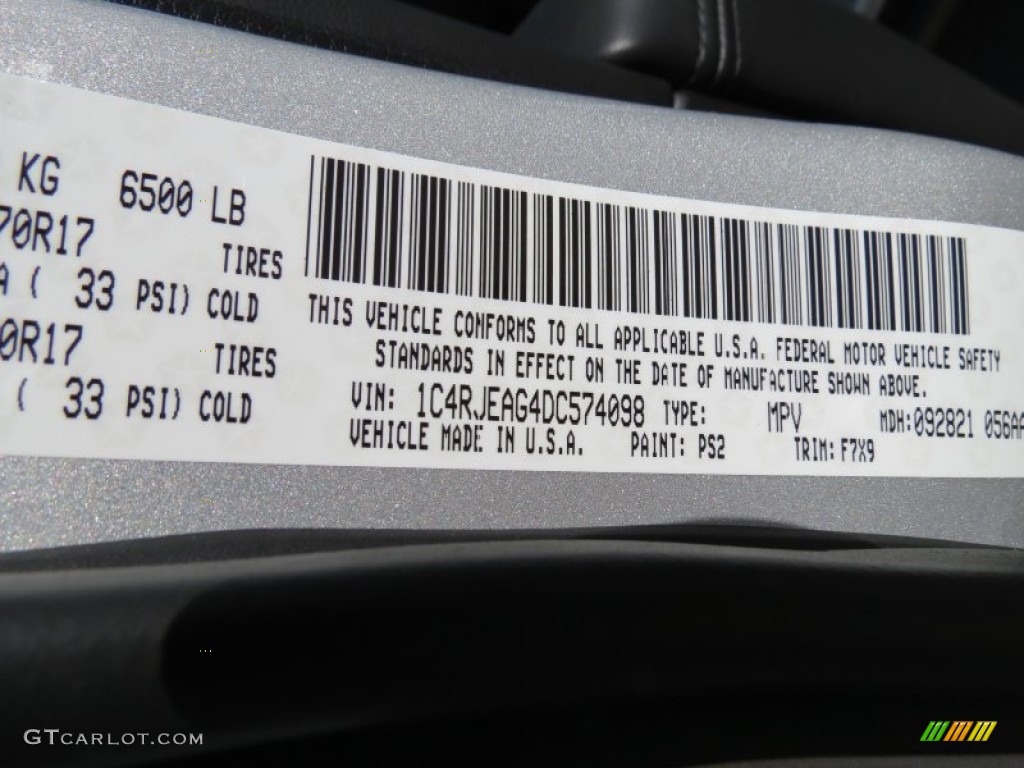 KG 6500 LB
70R17 TIRES
A ( 33 PSI) COLD
0R17 TIRES
( 33 PSI) COLD
THIS VEHICLE CONFORMS TO ALL APPLICABLE U.S.A. FEDERAL MOTOR VEHICLE SAFETY
STANDARDS IN EFFECT ON THE DATE OF MANUFACTURE SHOWN ABOVE.
VIN: 1C4RJEAG4DC574098 TYPE: MPV MDH:092821 056AA
VEHICLE MADE IN U.S.A. PAINT: PS2 TRIM: F7X9
GTCARLOT.COM